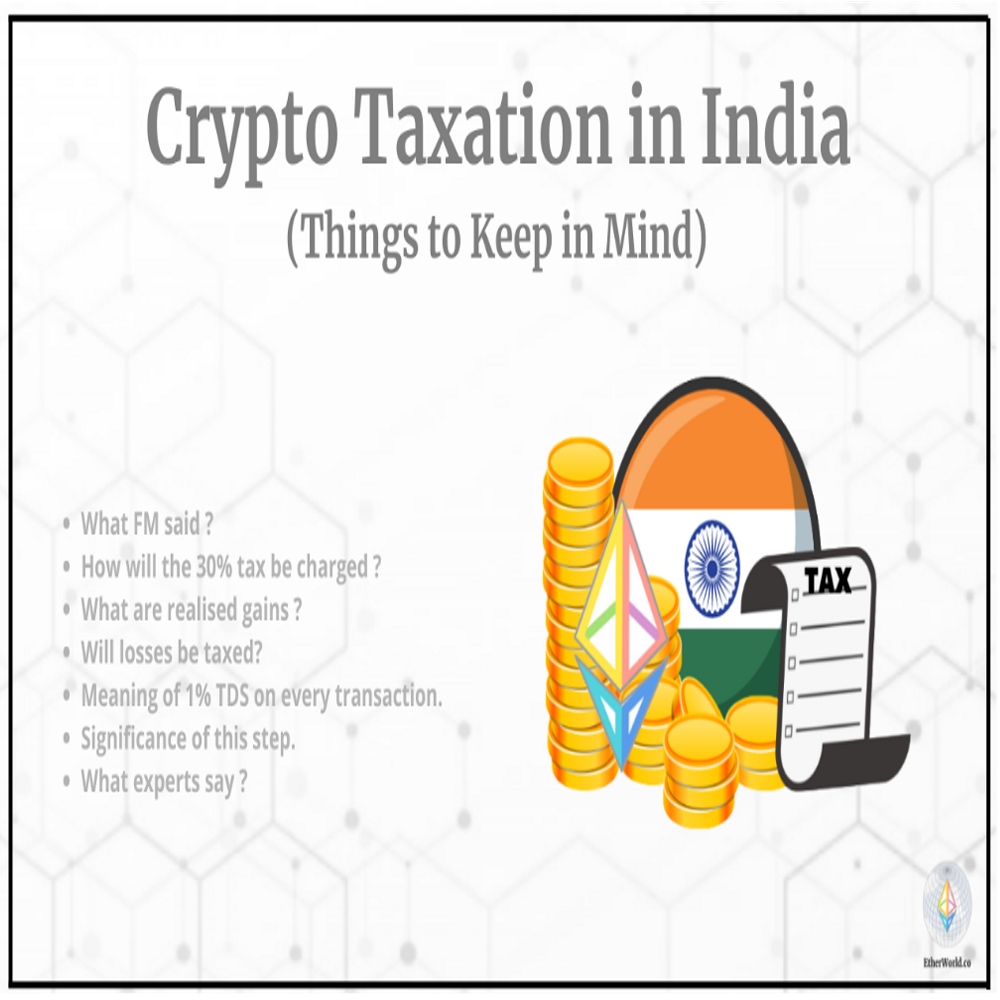 Crypto Taxation in India
(Things to Keep in Mind)
• What FM said ?
• How will the 30% tax be charged ?
• What are realised gains ?
• Will losses be taxed?
• Meaning of 1% TDS on every transaction.
• Significance of this step.
• What experts say ?
TAX
EtherWorld.co